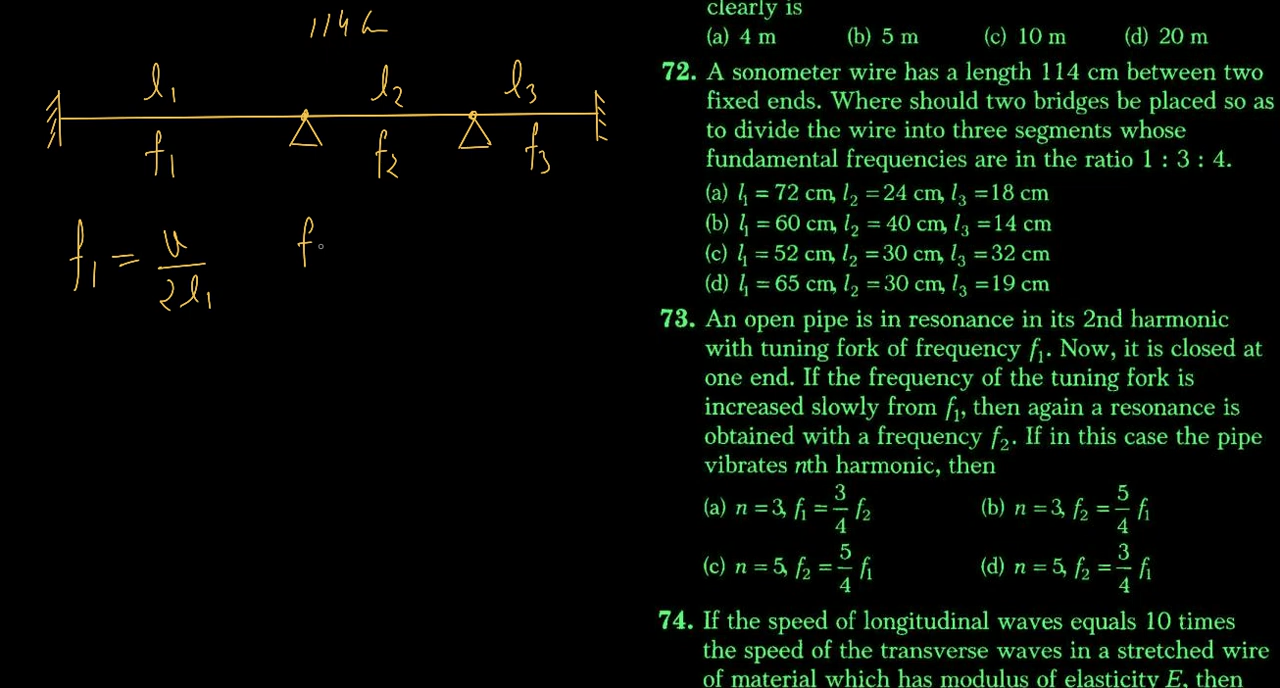 114 cm
l₁ l₂ l₃
f₁ f₂ f₃
f₁ = v / 2l₁ f
clearly is
(a) 4 m (b) 5 m (c) 10 m (d) 20 m
72. A sonometer wire has a length 114 cm between two
fixed ends. Where should two bridges be placed so as
to divide the wire into three segments whose
fundamental frequencies are in the ratio 1 : 3 : 4.
(a) l₁ = 72 cm, l₂ = 24 cm, l₃ = 18 cm
(b) l₁ = 60 cm, l₂ = 40 cm, l₃ = 14 cm
(c) l₁ = 52 cm, l₂ = 30 cm, l₃ = 32 cm
(d) l₁ = 65 cm, l₂ = 30 cm, l₃ = 19 cm
73. An open pipe is in resonance in its 2nd harmonic
with tuning fork of frequency f₁. Now, it is closed at
one end. If the frequency of the tuning fork is
increased slowly from f₁, then again a resonance is
obtained with a frequency f₂. If in this case the pipe
vibrates nth harmonic, then
(a) n = 3, f₁ = 3/4 f₂ (b) n = 3, f₂ = 5/4 f₁
(c) n = 5, f₂ = 5/4 f₁ (d) n = 5, f₂ = 3/4 f₁
74. If the speed of longitudinal waves equals 10 times
the speed of the transverse waves in a stretched wire
of material which has modulus of elasticity E, then